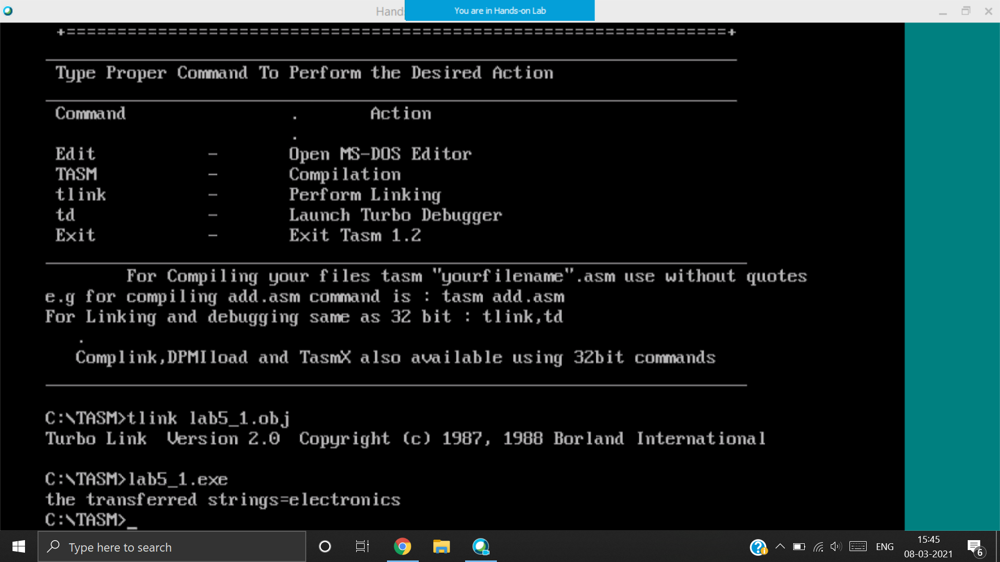 Hands
You are in Hands-on Lab
+=================================================================+
Type Proper Command To Perform the Desired Action
Command . Action
.
Edit - Open MS-DOS Editor
TASM - Compilation
tlink - Perform Linking
td - Launch Turbo Debugger
Exit - Exit Tasm 1.2
For Compiling your files tasm "yourfilename".asm use without quotes
e.g for compiling add.asm command is : tasm add.asm
For Linking and debugging same as 32 bit : tlink,td
.
Complink,DPMIload and TasmX also available using 32bit commands
C:\TASM>tlink lab5_1.obj
Turbo Link Version 2.0 Copyright (c) 1987, 1988 Borland International
C:\TASM>lab5_1.exe
the transferred strings=electronics
C:\TASM>_
Type here to search
ENG
15:45
08-03-2021
6